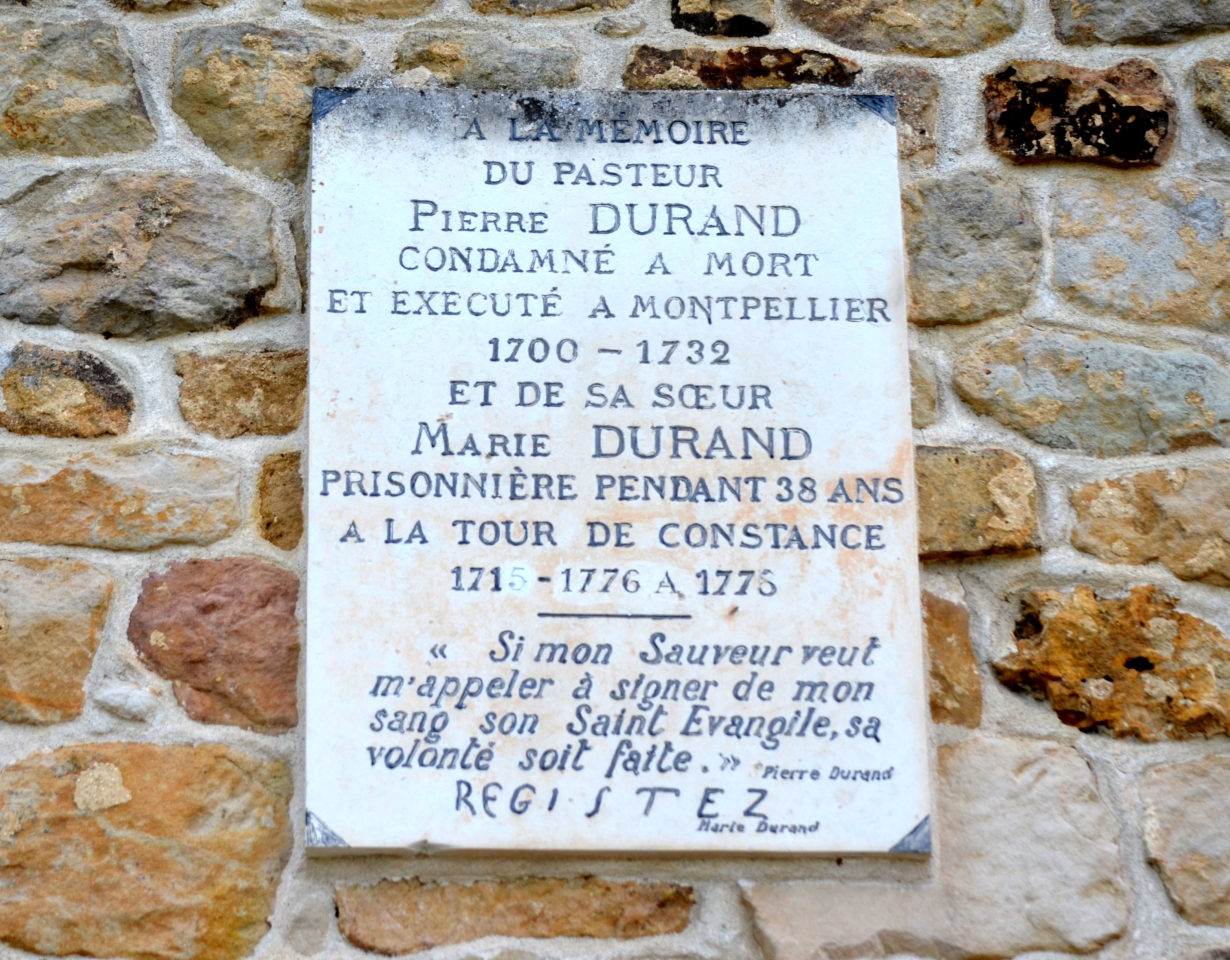 A LA MÉMOIRE
DU PASTEUR
PIERRE DURAND
CONDAMNÉ A MORT
ET EXECUTÉ A MONTPELLIER
1700 – 1732
ET DE SA SŒUR
MARIE DURAND
PRISONNIÈRE PENDANT 38 ANS
A LA TOUR DE CONSTANCE
1715 - 1776 A 1778
« Si mon Sauveur veut
m'appeler à signer de mon
sang son Saint Evangile, sa
volonté soit faite. » Pierre Durand
REGISTEZ
Marie Durand